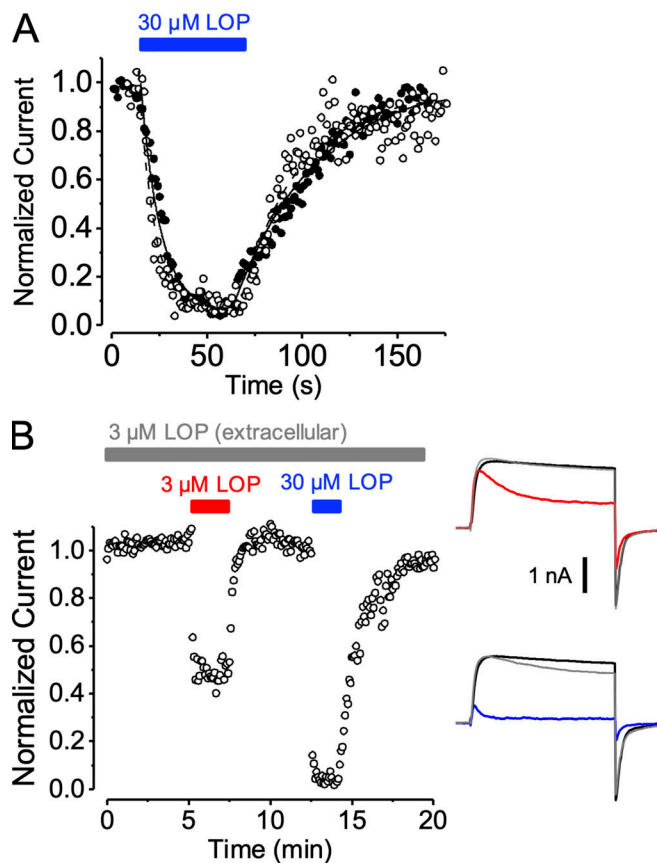 A
30 µM LOP
Normalized Current
1.0
0.8
0.6
0.4
0.2
0.0
0 50 100 150
Time (s)
B
3 µM LOP (extracellular)
3 µM LOP
30 µM LOP
Normalized Current
1.0
0.8
0.6
0.4
0.2
0.0
0 5 10 15 20
Time (min)
1 nA